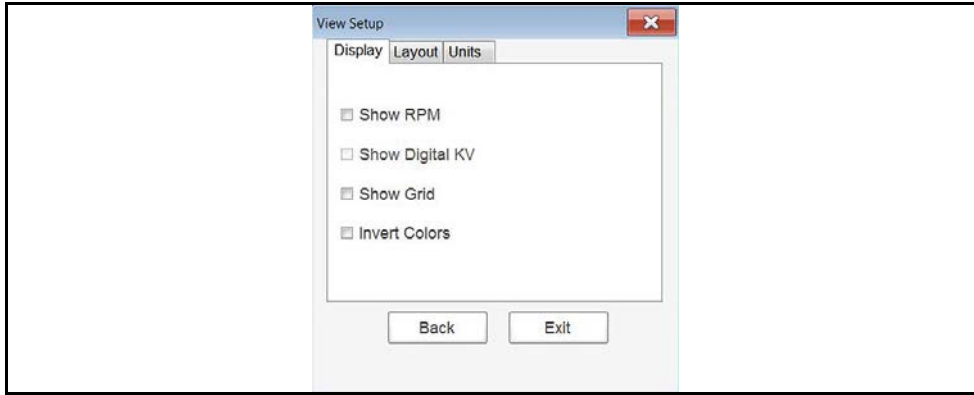 View Setup
Display Layout Units
Show RPM
Show Digital KV
Show Grid
Invert Colors
Back Exit